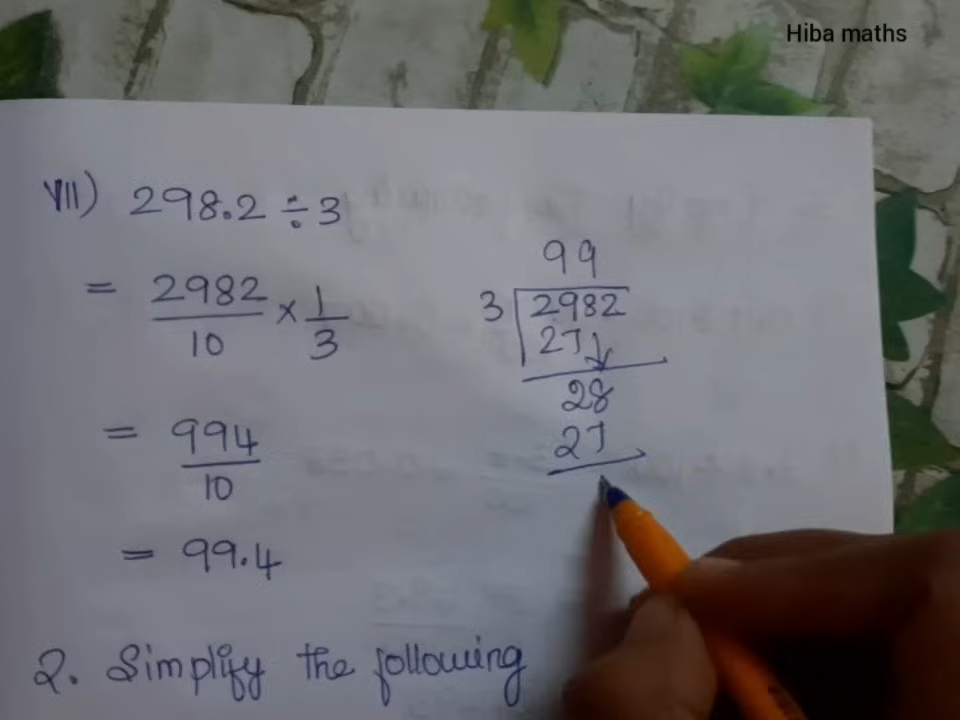 Hiba maths
VII) 298.2 ÷ 3
= 2982/10 × 1/3
= 994/10
= 99.4
99
3 2982
27
28
27
2. Simplify the following